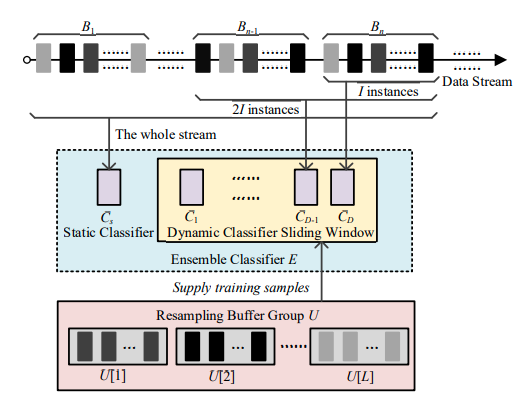 B1 Bn-1 Bn
...... ...... ...... ...... ......
...... ...... ...... ...... ......
Data Stream
I instances
2I instances
The whole stream
...... 
......
Cs C1 CD-1 CD
Static Classifier Dynamic Classifier Sliding Window
Ensemble Classifier E
Supply training samples
Resampling Buffer Group U
... ... ...... ...
U[1] U[2] U[L]